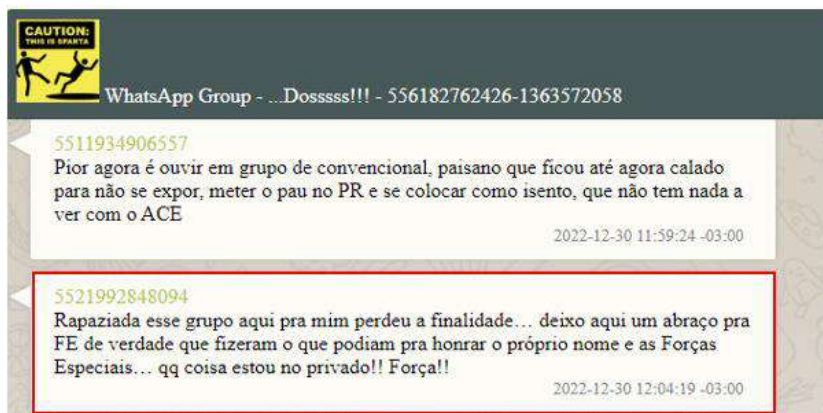 CAUTION:
THIS IS SPARTA
WhatsApp Group - ...Dosssss!!! - 556182762426-1363572058
5511934906557
Pior agora é ouvir em grupo de convencional, paisano que ficou até agora calado
para não se expor, meter o pau no PR e se colocar como isento, que não tem nada a
ver com o ACE
2022-12-30 11:59:24 -03:00
5521992848094
Rapaziada esse grupo aqui pra mim perdeu a finalidade… deixo aqui um abraço pra
FE de verdade que fizeram o que podiam pra honrar o próprio nome e as Forças
Especiais… qq coisa estou no privado!! Força!!
2022-12-30 12:04:19 -03:00